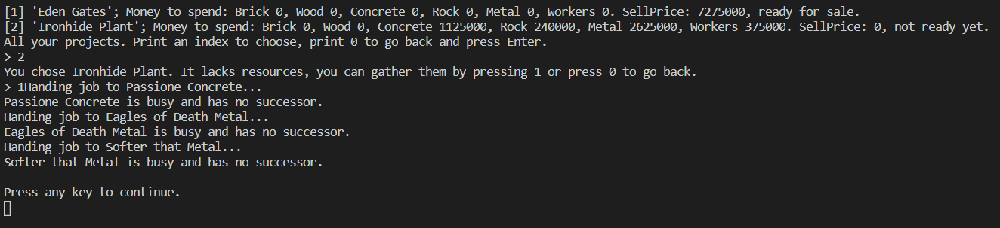 [1] 'Eden Gates'; Money to spend: Brick 0, Wood 0, Concrete 0, Rock 0, Metal 0, Workers 0. SellPrice: 7275000, ready for sale.
[2] 'Ironhide Plant'; Money to spend: Brick 0, Wood 0, Concrete 1125000, Rock 240000, Metal 2625000, Workers 375000. SellPrice: 0, not ready yet.
All your projects. Print an index to choose, print 0 to go back and press Enter.
> 2
You chose Ironhide Plant. It lacks resources, you can gather them by pressing 1 or press 0 to go back.
> 1Handing job to Passione Concrete...
Passione Concrete is busy and has no successor.
Handing job to Eagles of Death Metal...
Eagles of Death Metal is busy and has no successor.
Handing job to Softer that Metal...
Softer that Metal is busy and has no successor.
Press any key to continue.